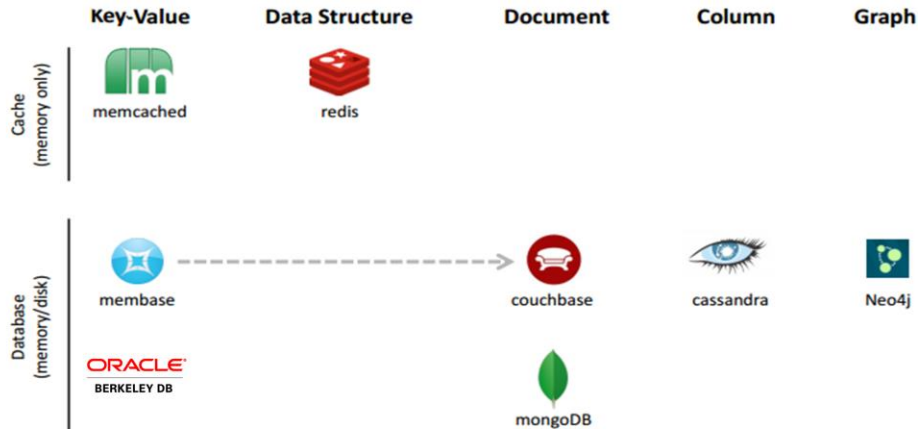 Key-Value Data Structure Document Column Graph
Cache
(memory only)
m
memcached redis
Database
(memory/disk)
membase couchbase cassandra Neo4j
ORACLE®
BERKELEY DB
mongoDB